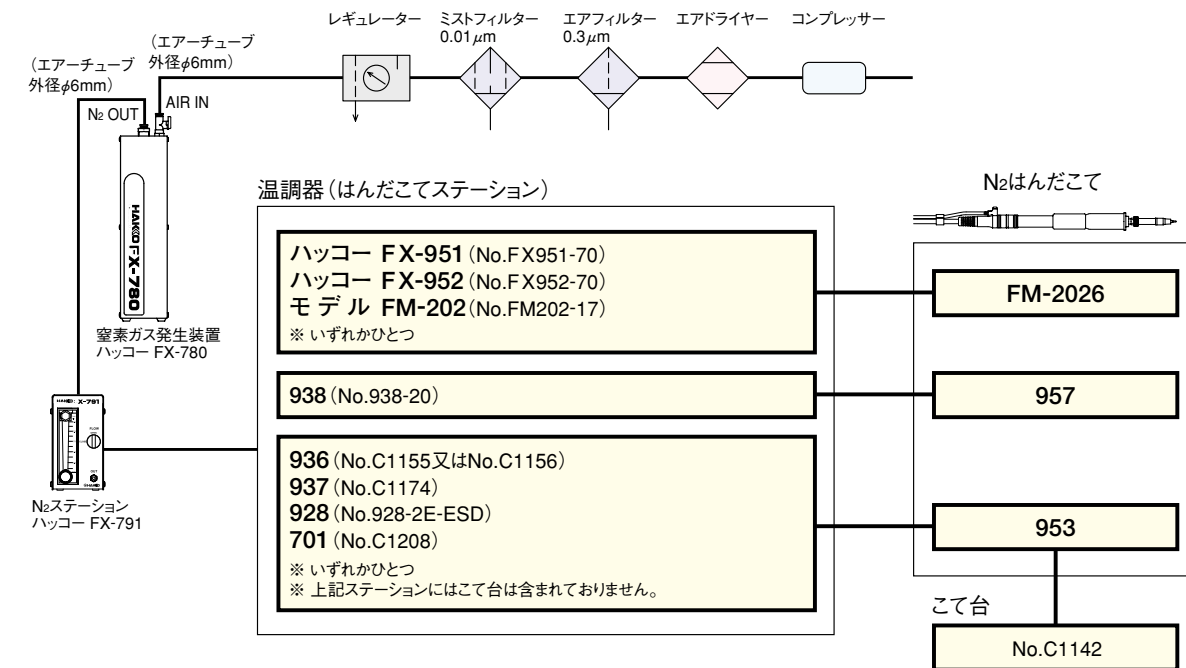 レギュレーター
ミストフィルター
0.01μm
エアフィルター
0.3μm
エアドライヤー
コンプレッサー
（エアーチューブ
外径φ6mm）
（エアーチューブ
外径φ6mm）
N2 OUT
AIR IN
HAKKO FX-780
窒素ガス発生装置
ハッコー FX-780
X-791
FLOW
OUT
HAKKO
N2ステーション
ハッコー FX-791
温調器（はんだこてステーション）
ハッコー FX-951（No.FX951-70）
ハッコー FX-952（No.FX952-70）
モデル FM-202（No.FM202-17）
※ いずれかひとつ
938（No.938-20）
936（No.C1155又はNo.C1156）
937（No.C1174）
928（No.928-2E-ESD）
701（No.C1208）
※ いずれかひとつ
※ 上記ステーションにはこて台は含まれておりません。
N2はんだこて
FM-2026
957
953
こて台
No.C1142